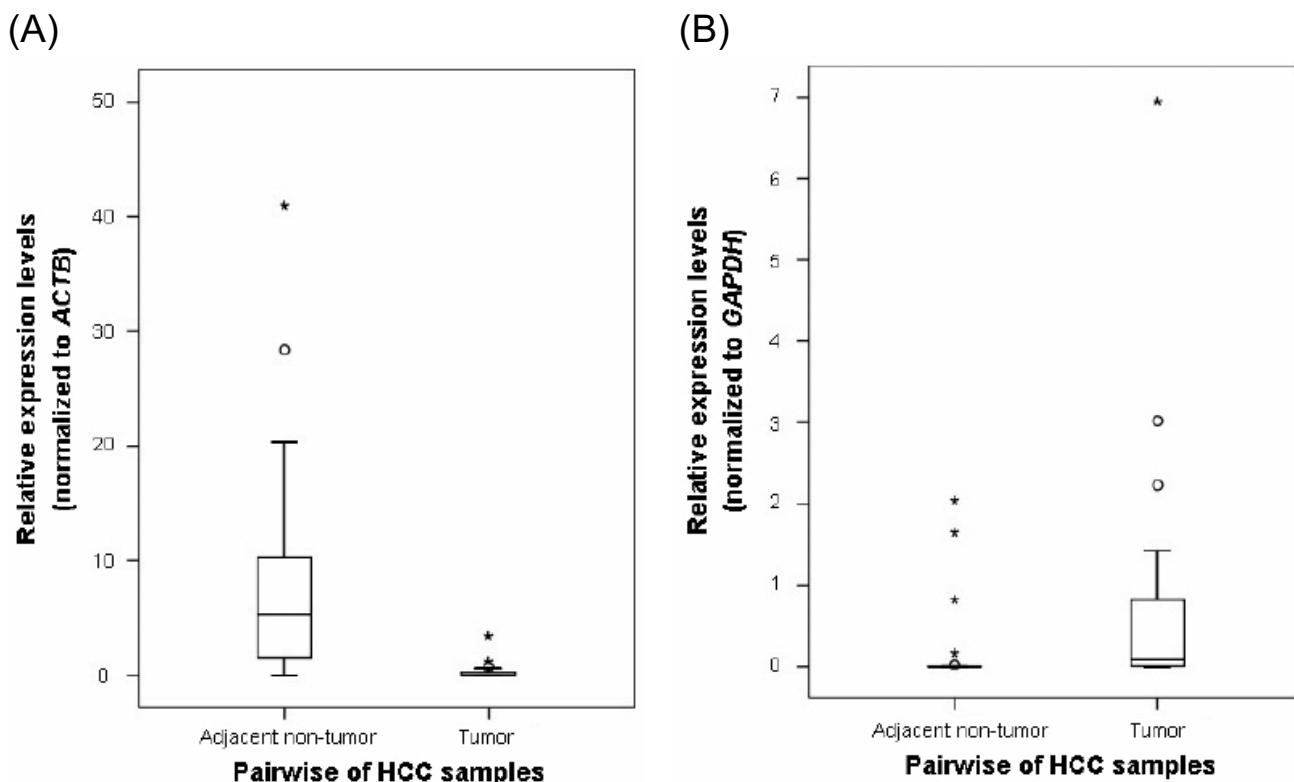 (A)
Relative expression levels
(normalized to ACTB)
50
40
30
20
10
0
Adjacent non-tumor Tumor
Pairwise of HCC samples
(B)
Relative expression levels
(normalized to GAPDH)
7
6
5
4
3
2
1
0
Adjacent non-tumor Tumor
Pairwise of HCC samples